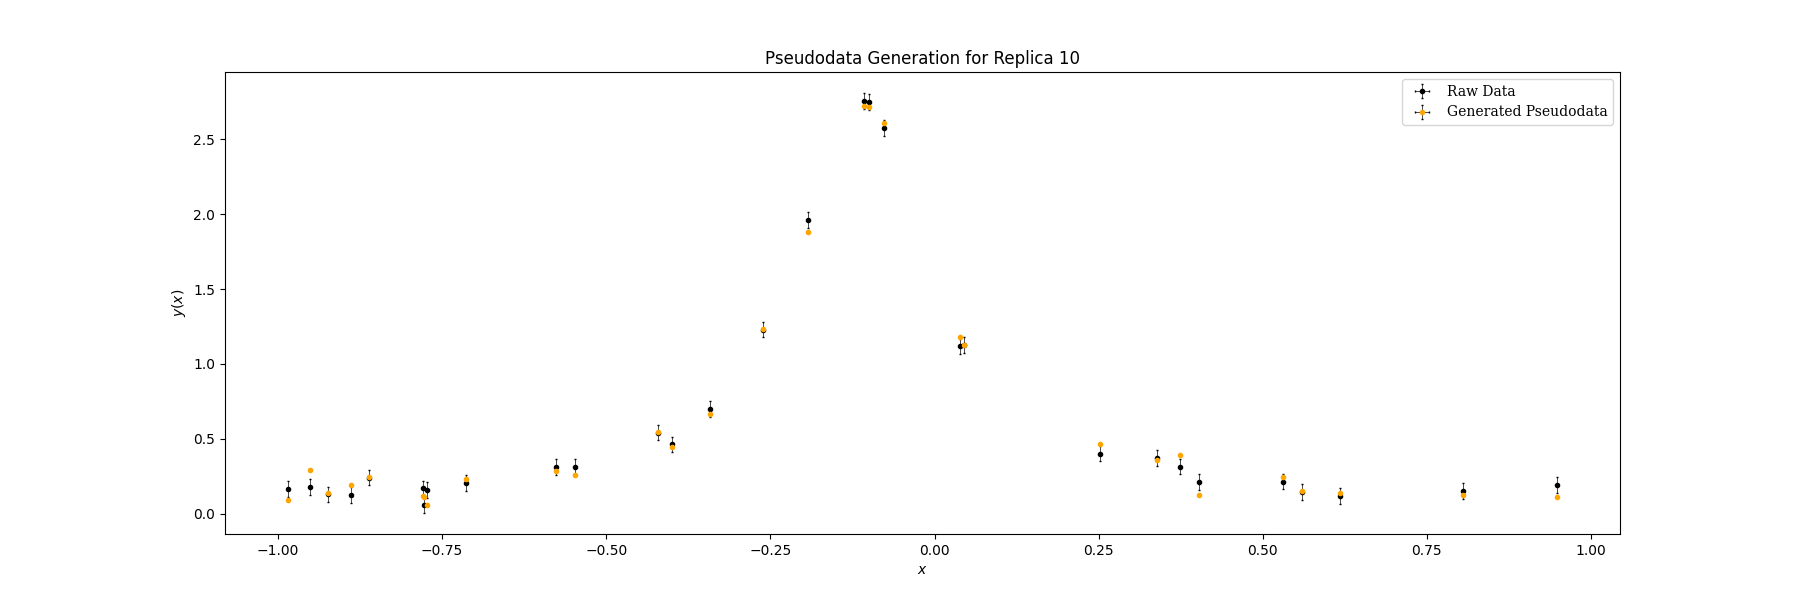 Pseudodata Generation for Replica 10
Raw Data
Generated Pseudodata
2.5
2.0
1.5
1.0
0.5
0.0
y(x)
−1.00 −0.75 −0.50 −0.25 0.00 0.25 0.50 0.75 1.00
x